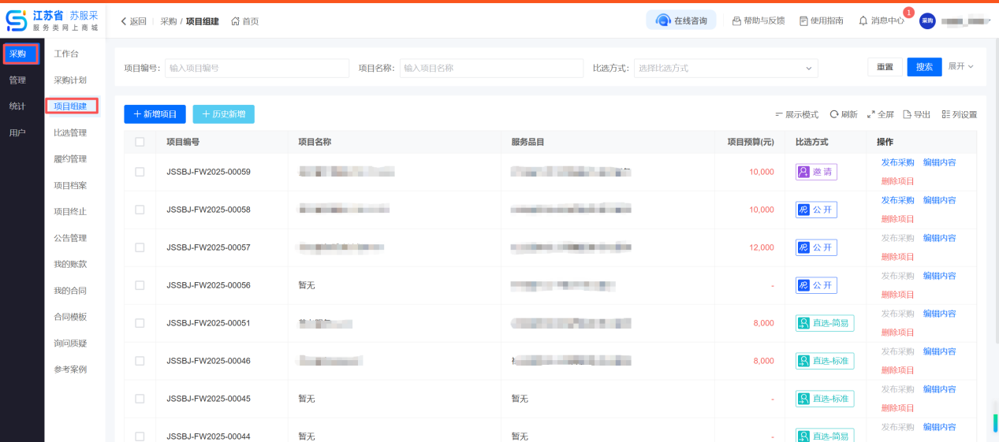 江苏省 苏服采
服务类网上商城
返回 采购 / 项目组建 首页
在线咨询 帮助与反馈 使用指南 消息中心 1 采购
采购
管理
统计
用户
工作台
采购计划
项目组建
比选管理
履约管理
项目档案
项目终止
公告管理
我的账款
我的合同
合同模板
询问质疑
参考案例
项目编号: 输入项目编号 项目名称: 输入项目名称 比选方式: 选择比选方式 重置 搜索 展开
+ 新增项目 + 历史新增 展示模式 刷新 全屏 导出 列设置
项目编号 项目名称 服务品目 项目预算(元) 比选方式 操作
JSSBJ-FW2025-00059 10,000 邀请 发布采购 编辑内容
删除项目
JSSBJ-FW2025-00058 10,000 公开 发布采购 编辑内容
删除项目
JSSBJ-FW2025-00057 12,000 公开 发布采购 编辑内容
删除项目
JSSBJ-FW2025-00056 暂无 - 公开 发布采购 编辑内容
删除项目
JSSBJ-FW2025-00051 8,000 直选-简易 发布采购 编辑内容
删除项目
JSSBJ-FW2025-00046 8,000 直选-标准 发布采购 编辑内容
删除项目
JSSBJ-FW2025-00045 暂无 暂无 - 直选-标准 发布采购 编辑内容
删除项目
JSSBJ-FW2025-00044 暂无 暂无 - 直选-简易 发布采购 编辑内容